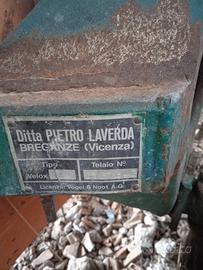 Ditta PIETRO LAVERDA
BREGANZE (Vicenza)
Tipo Telaio N°
Velox
Licenza: Vogel & Noot A.G.